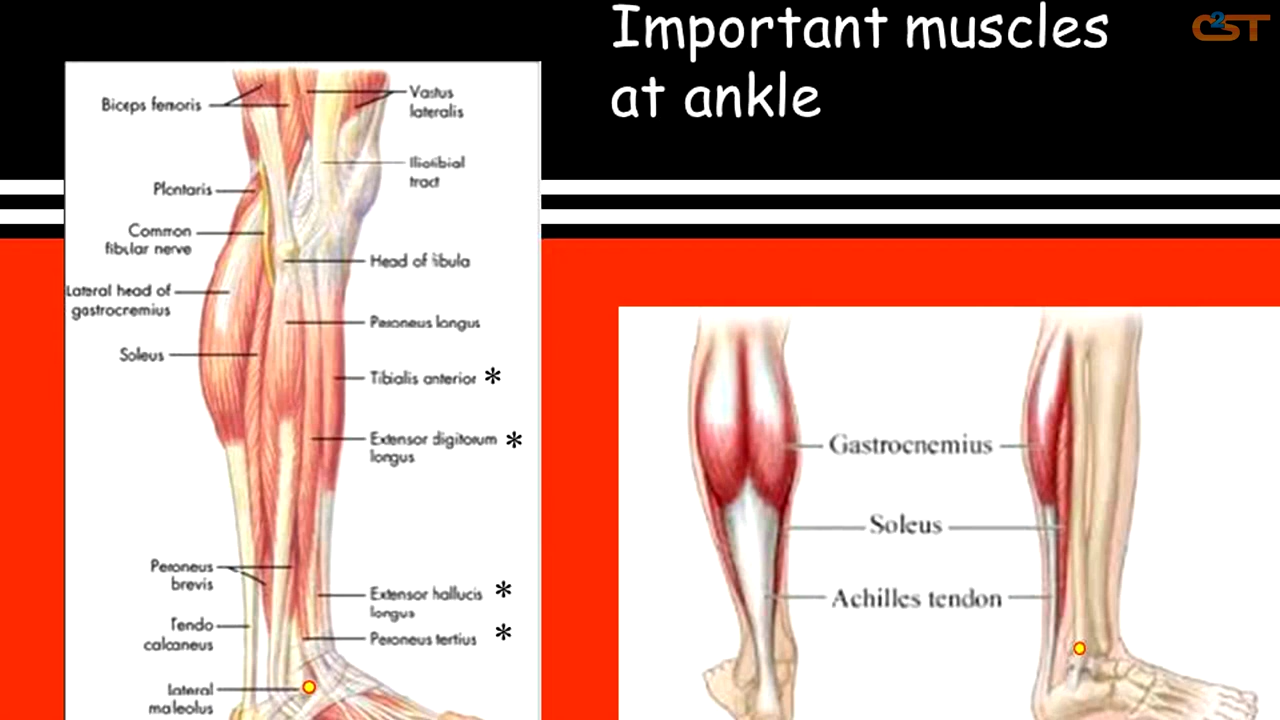 Important muscles
at ankle
C2ST
Biceps femoris
Plantaris
Common
fibular nerve
Lateral head of
gastrocnemius
Soleus
Peroneus
brevis
Tendo
calcaneus
Lateral
maleolus
Vastus
lateralis
Iliotibial
tract
Head of fibula
Peroneus longus
Tibialis anterior *
Extensor digitorum *
longus
Extensor hallucis *
longus
Peroneus tertius *
Gastrocnemius
Soleus
Achilles tendon